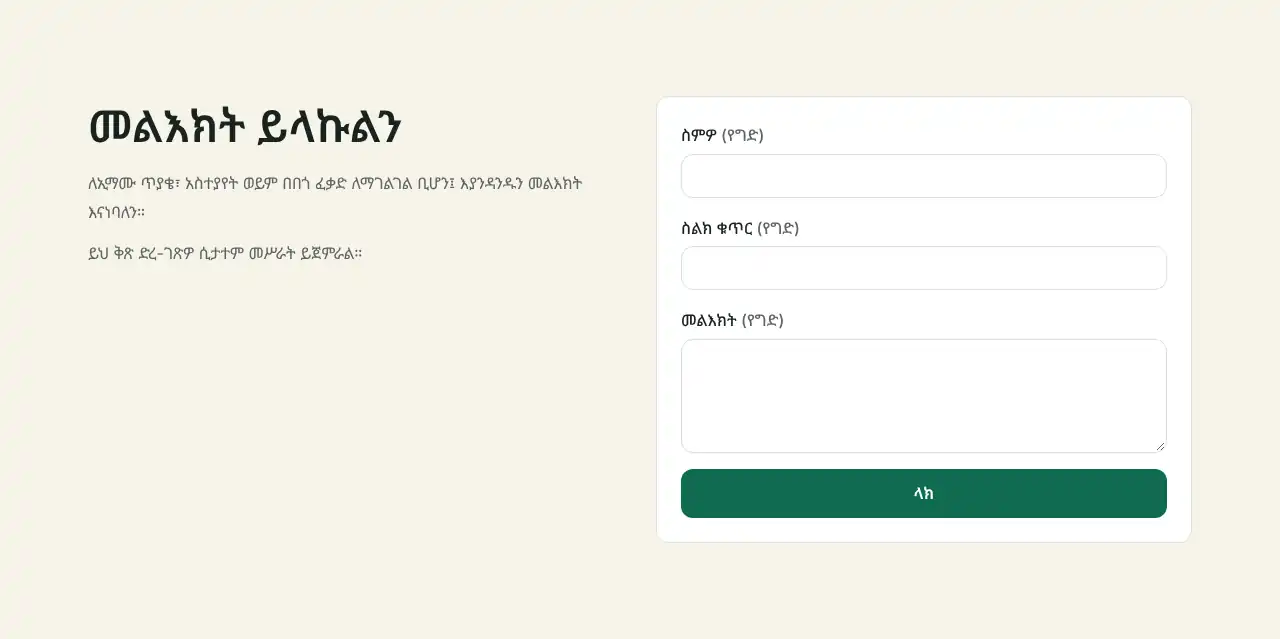 መልእክት ይላኩልን
ለኢማሙ ጥያቄ፣ አስተያየት ወይም በበጎ ፈቃድ ለማገልገል ቢሆን፤ እያንዳንዱን መልእክት
እናነባለን።
ይህ ቅጽ ድረ-ገጽዎ ሲታተም መሥራት ይጀምራል።
ስምዎ (የግድ)
ስልክ ቁጥር (የግድ)
መልእክት (የግድ)
ላክ